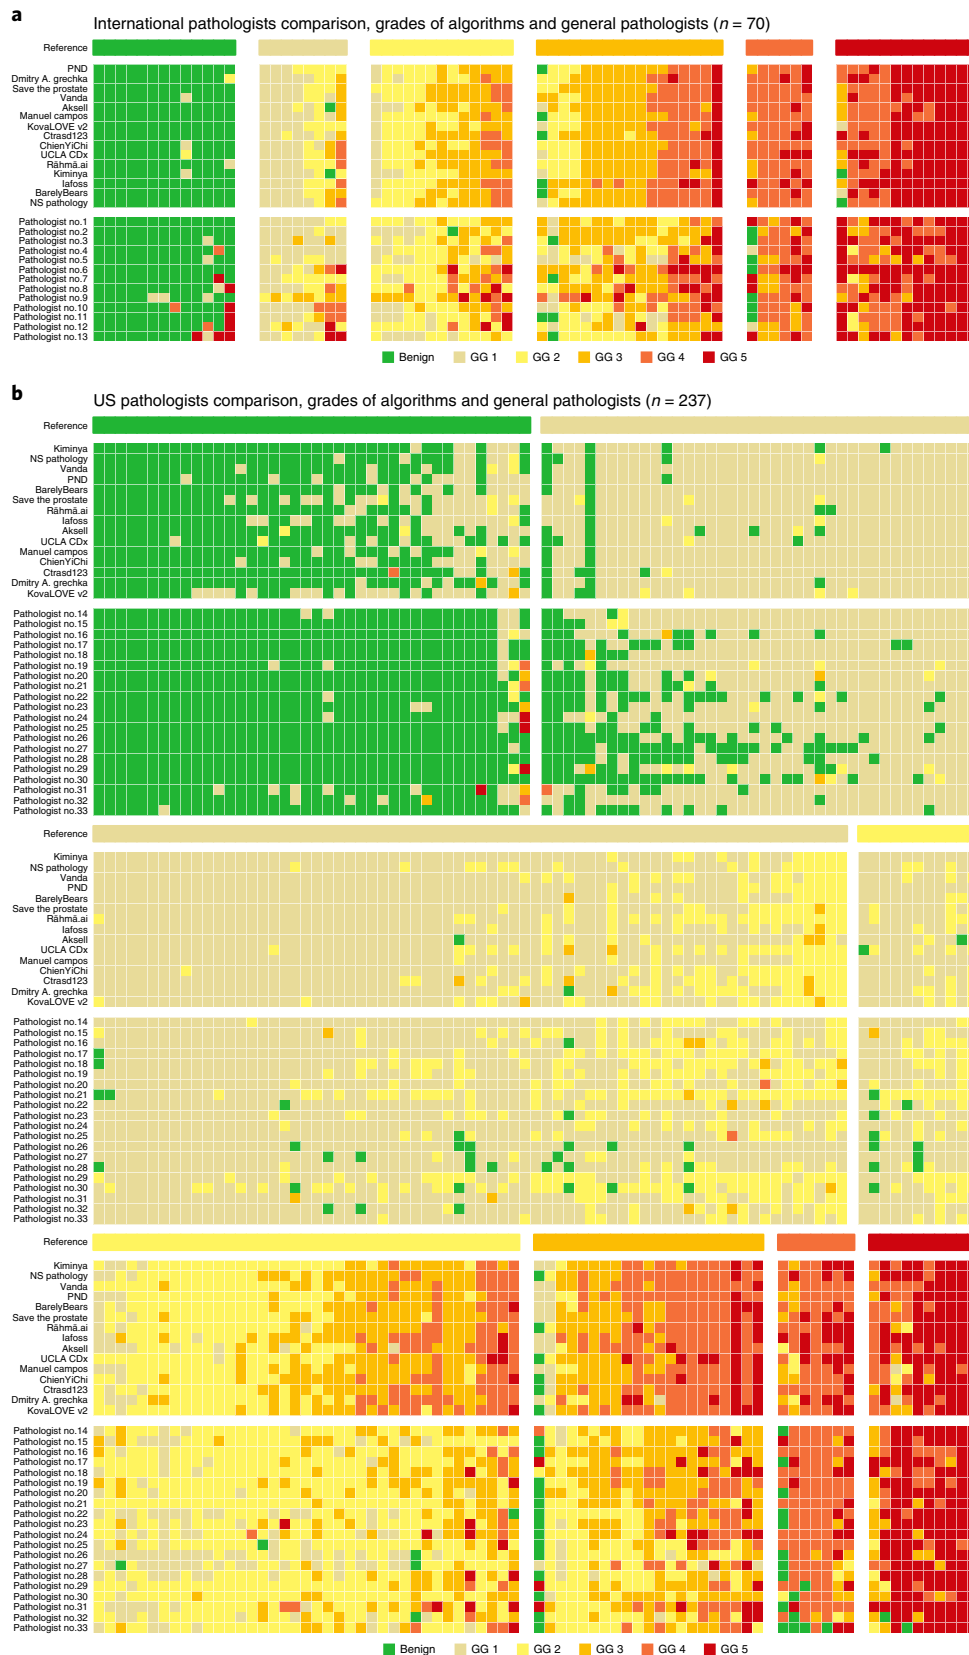 a
International pathologists comparison, grades of algorithms and general pathologists (n = 70)
Reference
PND
Dmitry A. grechka
Save the prostate
Vanda
Aksell
Manuel campos
KovaLOVE v2
Ctrasd123
ChienYiChi
UCLA CDx
Rähmä.ai
Kiminya
Iafoss
BarelyBears
NS pathology
Pathologist no.1
Pathologist no.2
Pathologist no.3
Pathologist no.4
Pathologist no.5
Pathologist no.6
Pathologist no.7
Pathologist no.8
Pathologist no.9
Pathologist no.10
Pathologist no.11
Pathologist no.12
Pathologist no.13
Benign GG 1 GG 2 GG 3 GG 4 GG 5
b
US pathologists comparison, grades of algorithms and general pathologists (n = 237)
Reference
Kiminya
NS pathology
Vanda
PND
BarelyBears
Save the prostate
Rähmä.ai
Iafoss
Aksell
UCLA CDx
Manuel campos
ChienYiChi
Ctrasd123
Dmitry A. grechka
KovaLOVE v2
Pathologist no.14
Pathologist no.15
Pathologist no.16
Pathologist no.17
Pathologist no.18
Pathologist no.19
Pathologist no.20
Pathologist no.21
Pathologist no.22
Pathologist no.23
Pathologist no.24
Pathologist no.25
Pathologist no.26
Pathologist no.27
Pathologist no.28
Pathologist no.29
Pathologist no.30
Pathologist no.31
Pathologist no.32
Pathologist no.33
Reference
Kiminya
NS pathology
Vanda
PND
BarelyBears
Save the prostate
Rähmä.ai
Iafoss
Aksell
UCLA CDx
Manuel campos
ChienYiChi
Ctrasd123
Dmitry A. grechka
KovaLOVE v2
Pathologist no.14
Pathologist no.15
Pathologist no.16
Pathologist no.17
Pathologist no.18
Pathologist no.19
Pathologist no.20
Pathologist no.21
Pathologist no.22
Pathologist no.23
Pathologist no.24
Pathologist no.25
Pathologist no.26
Pathologist no.27
Pathologist no.28
Pathologist no.29
Pathologist no.30
Pathologist no.31
Pathologist no.32
Pathologist no.33
Reference
Kiminya
NS pathology
Vanda
PND
BarelyBears
Save the prostate
Rähmä.ai
Iafoss
Aksell
UCLA CDx
Manuel campos
ChienYiChi
Ctrasd123
Dmitry A. grechka
KovaLOVE v2
Pathologist no.14
Pathologist no.15
Pathologist no.16
Pathologist no.17
Pathologist no.18
Pathologist no.19
Pathologist no.20
Pathologist no.21
Pathologist no.22
Pathologist no.23
Pathologist no.24
Pathologist no.25
Pathologist no.26
Pathologist no.27
Pathologist no.28
Pathologist no.29
Pathologist no.30
Pathologist no.31
Pathologist no.32
Pathologist no.33
Benign GG 1 GG 2 GG 3 GG 4 GG 5